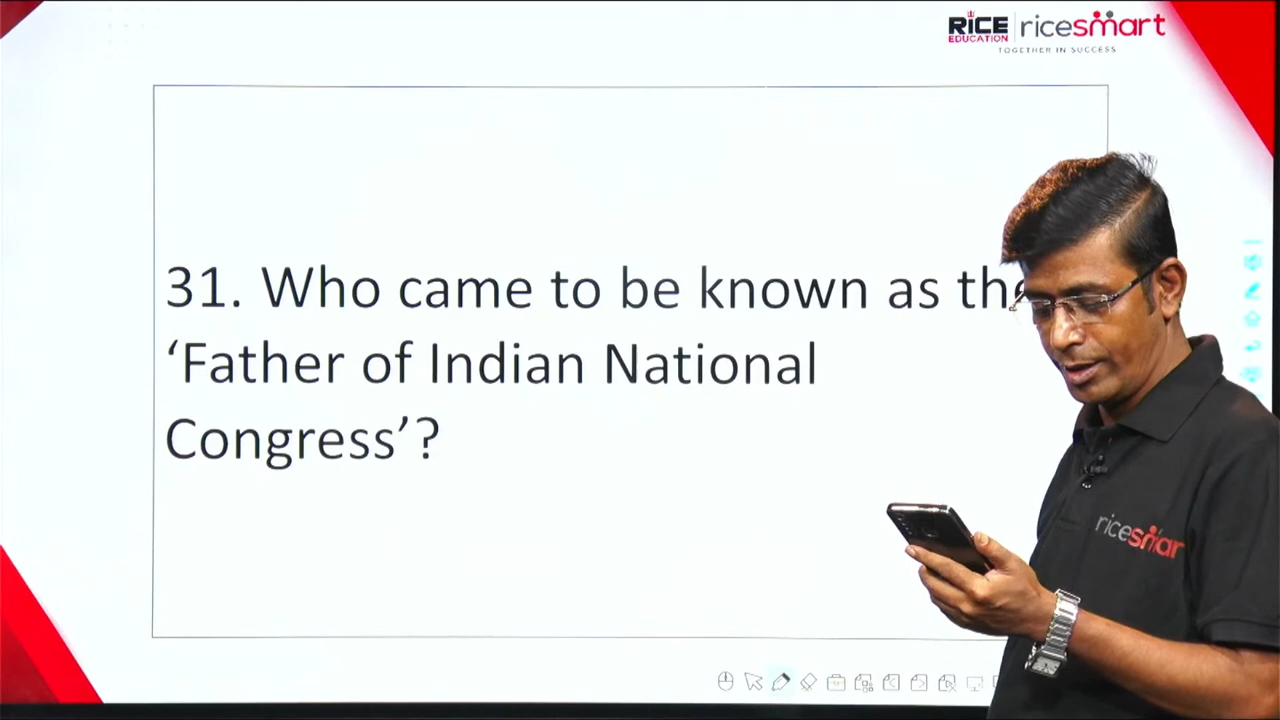 RICE
EDUCATION
ricesmart
TOGETHER IN SUCCESS
31. Who came to be known as the
‘Father of Indian National
Congress’?
ricesmart